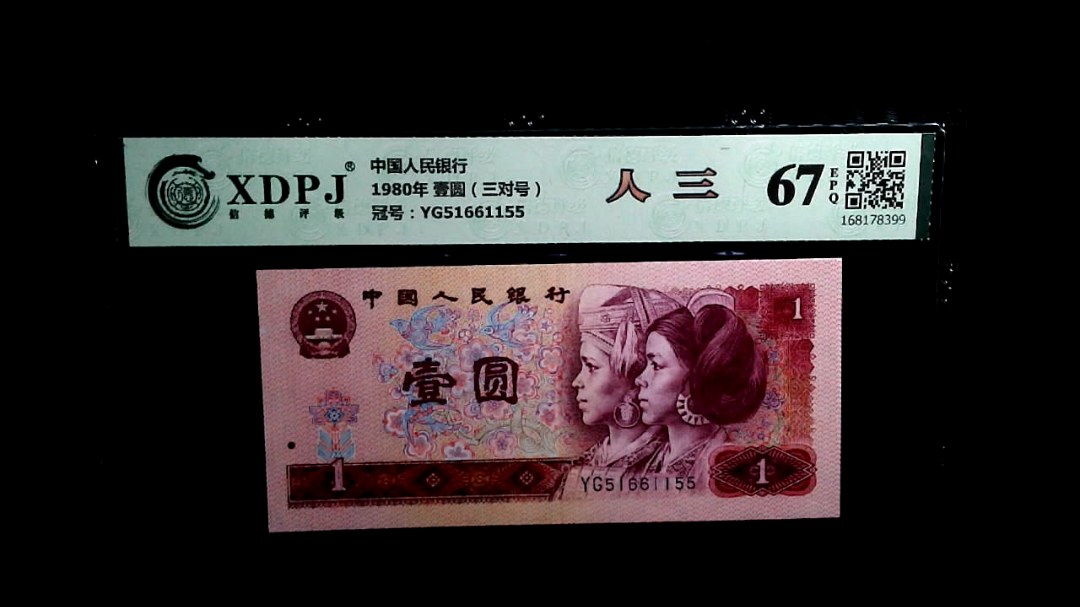 XDPJ®
信德评级
中国人民银行
1980年 壹圆（三对号）
冠号：YG51661155
人 三
67 EPQ
168178399
中国人民银行
1
壹圆
1
YG51661155
1